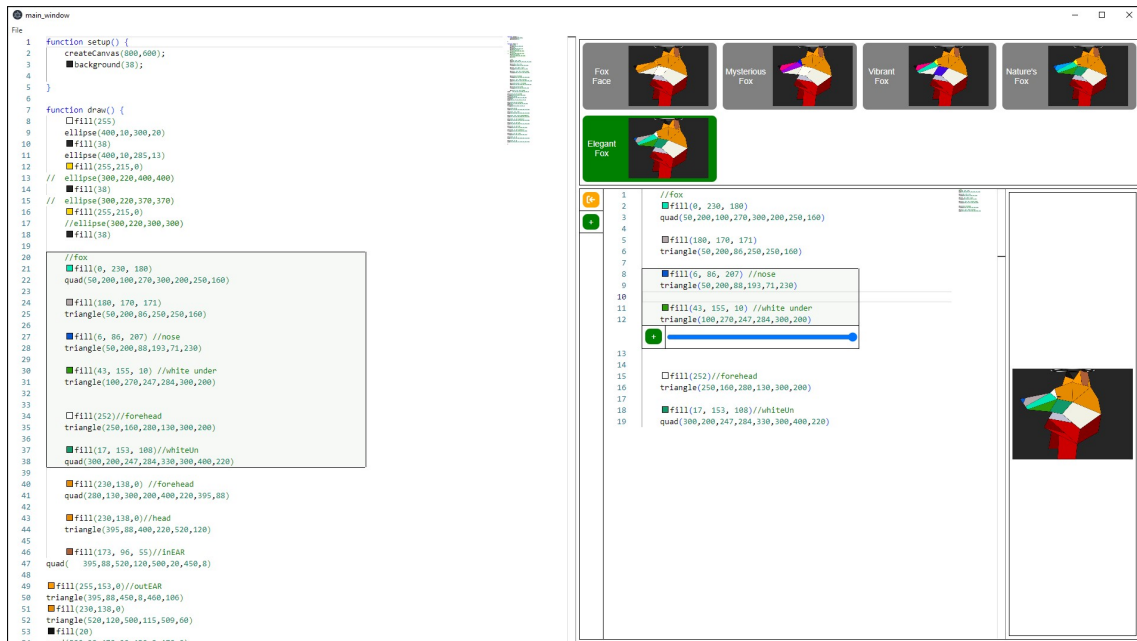 main_window
File
1 function setup() {
2 createCanvas(800,600);
3 background(38);
4
5 }
6
7 function draw() {
8 fill(255)
9 ellipse(400,10,300,20)
10 fill(38)
11 ellipse(400,10,285,13)
12 fill(255,215,0)
13 // ellipse(300,220,400,400)
14 fill(38)
15 // ellipse(300,220,370,370)
16 fill(255,215,0)
17 //ellipse(300,220,300,300)
18 fill(38)
19
20 //fox
21 fill(0, 230, 180)
22 quad(50,200,100,270,300,200,250,160)
23
24 fill(180, 170, 171)
25 triangle(50,200,86,250,250,160)
26
27 fill(6, 86, 207) //nose
28 triangle(50,200,88,193,71,230)
29
30 fill(43, 155, 10) //white under
31 triangle(100,270,247,284,300,200)
32
33
34 fill(252)//forehead
35 triangle(250,160,280,130,300,200)
36
37 fill(17, 153, 108)//whiteUn
38 quad(300,200,247,284,330,300,400,220)
39
40 fill(230,138,0) //forehead
41 quad(280,130,300,200,400,220,395,88)
42
43 fill(230,138,0)//head
44 triangle(395,88,400,220,520,120)
45
46 fill(173, 96, 55)//inEAR
47 quad( 395,88,520,120,500,20,450,8)
48
49 fill(255,153,0)//outEAR
50 triangle(395,88,450,8,460,106)
51 fill(230,138,0)
52 triangle(520,120,500,115,509,60)
53 fill(20)
Fox Face
Mysterious Fox
Vibrant Fox
Nature's Fox
Elegant Fox
1 //fox
2 fill(0, 230, 180)
3 quad(50,200,100,270,300,200,250,160)
4
5 fill(180, 170, 171)
6 triangle(50,200,86,250,250,160)
7
8 fill(6, 86, 207) //nose
9 triangle(50,200,88,193,71,230)
10
11 fill(43, 155, 10) //white under
12 triangle(100,270,247,284,300,200)
+
13
14
15 fill(252)//forehead
16 triangle(250,160,280,130,300,200)
17
18 fill(17, 153, 108)//whiteUn
19 quad(300,200,247,284,330,300,400,220)
+